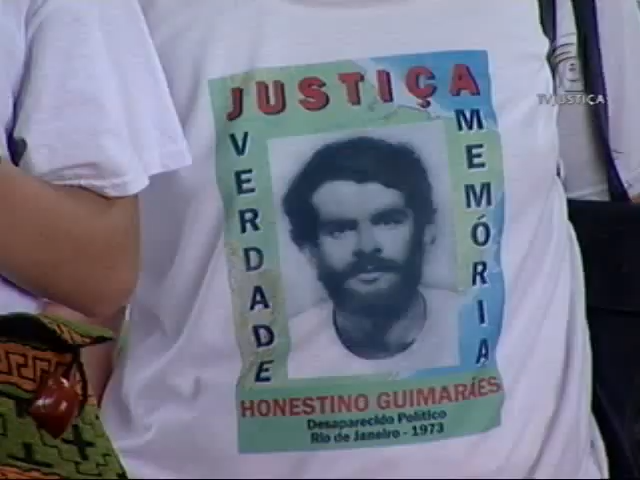 JUSTIÇA
VERDADE
MEMÓRIA
HONESTINO GUIMARÃES
Desaparecido Político
Rio de Janeiro - 1973
TVJUSTIÇA